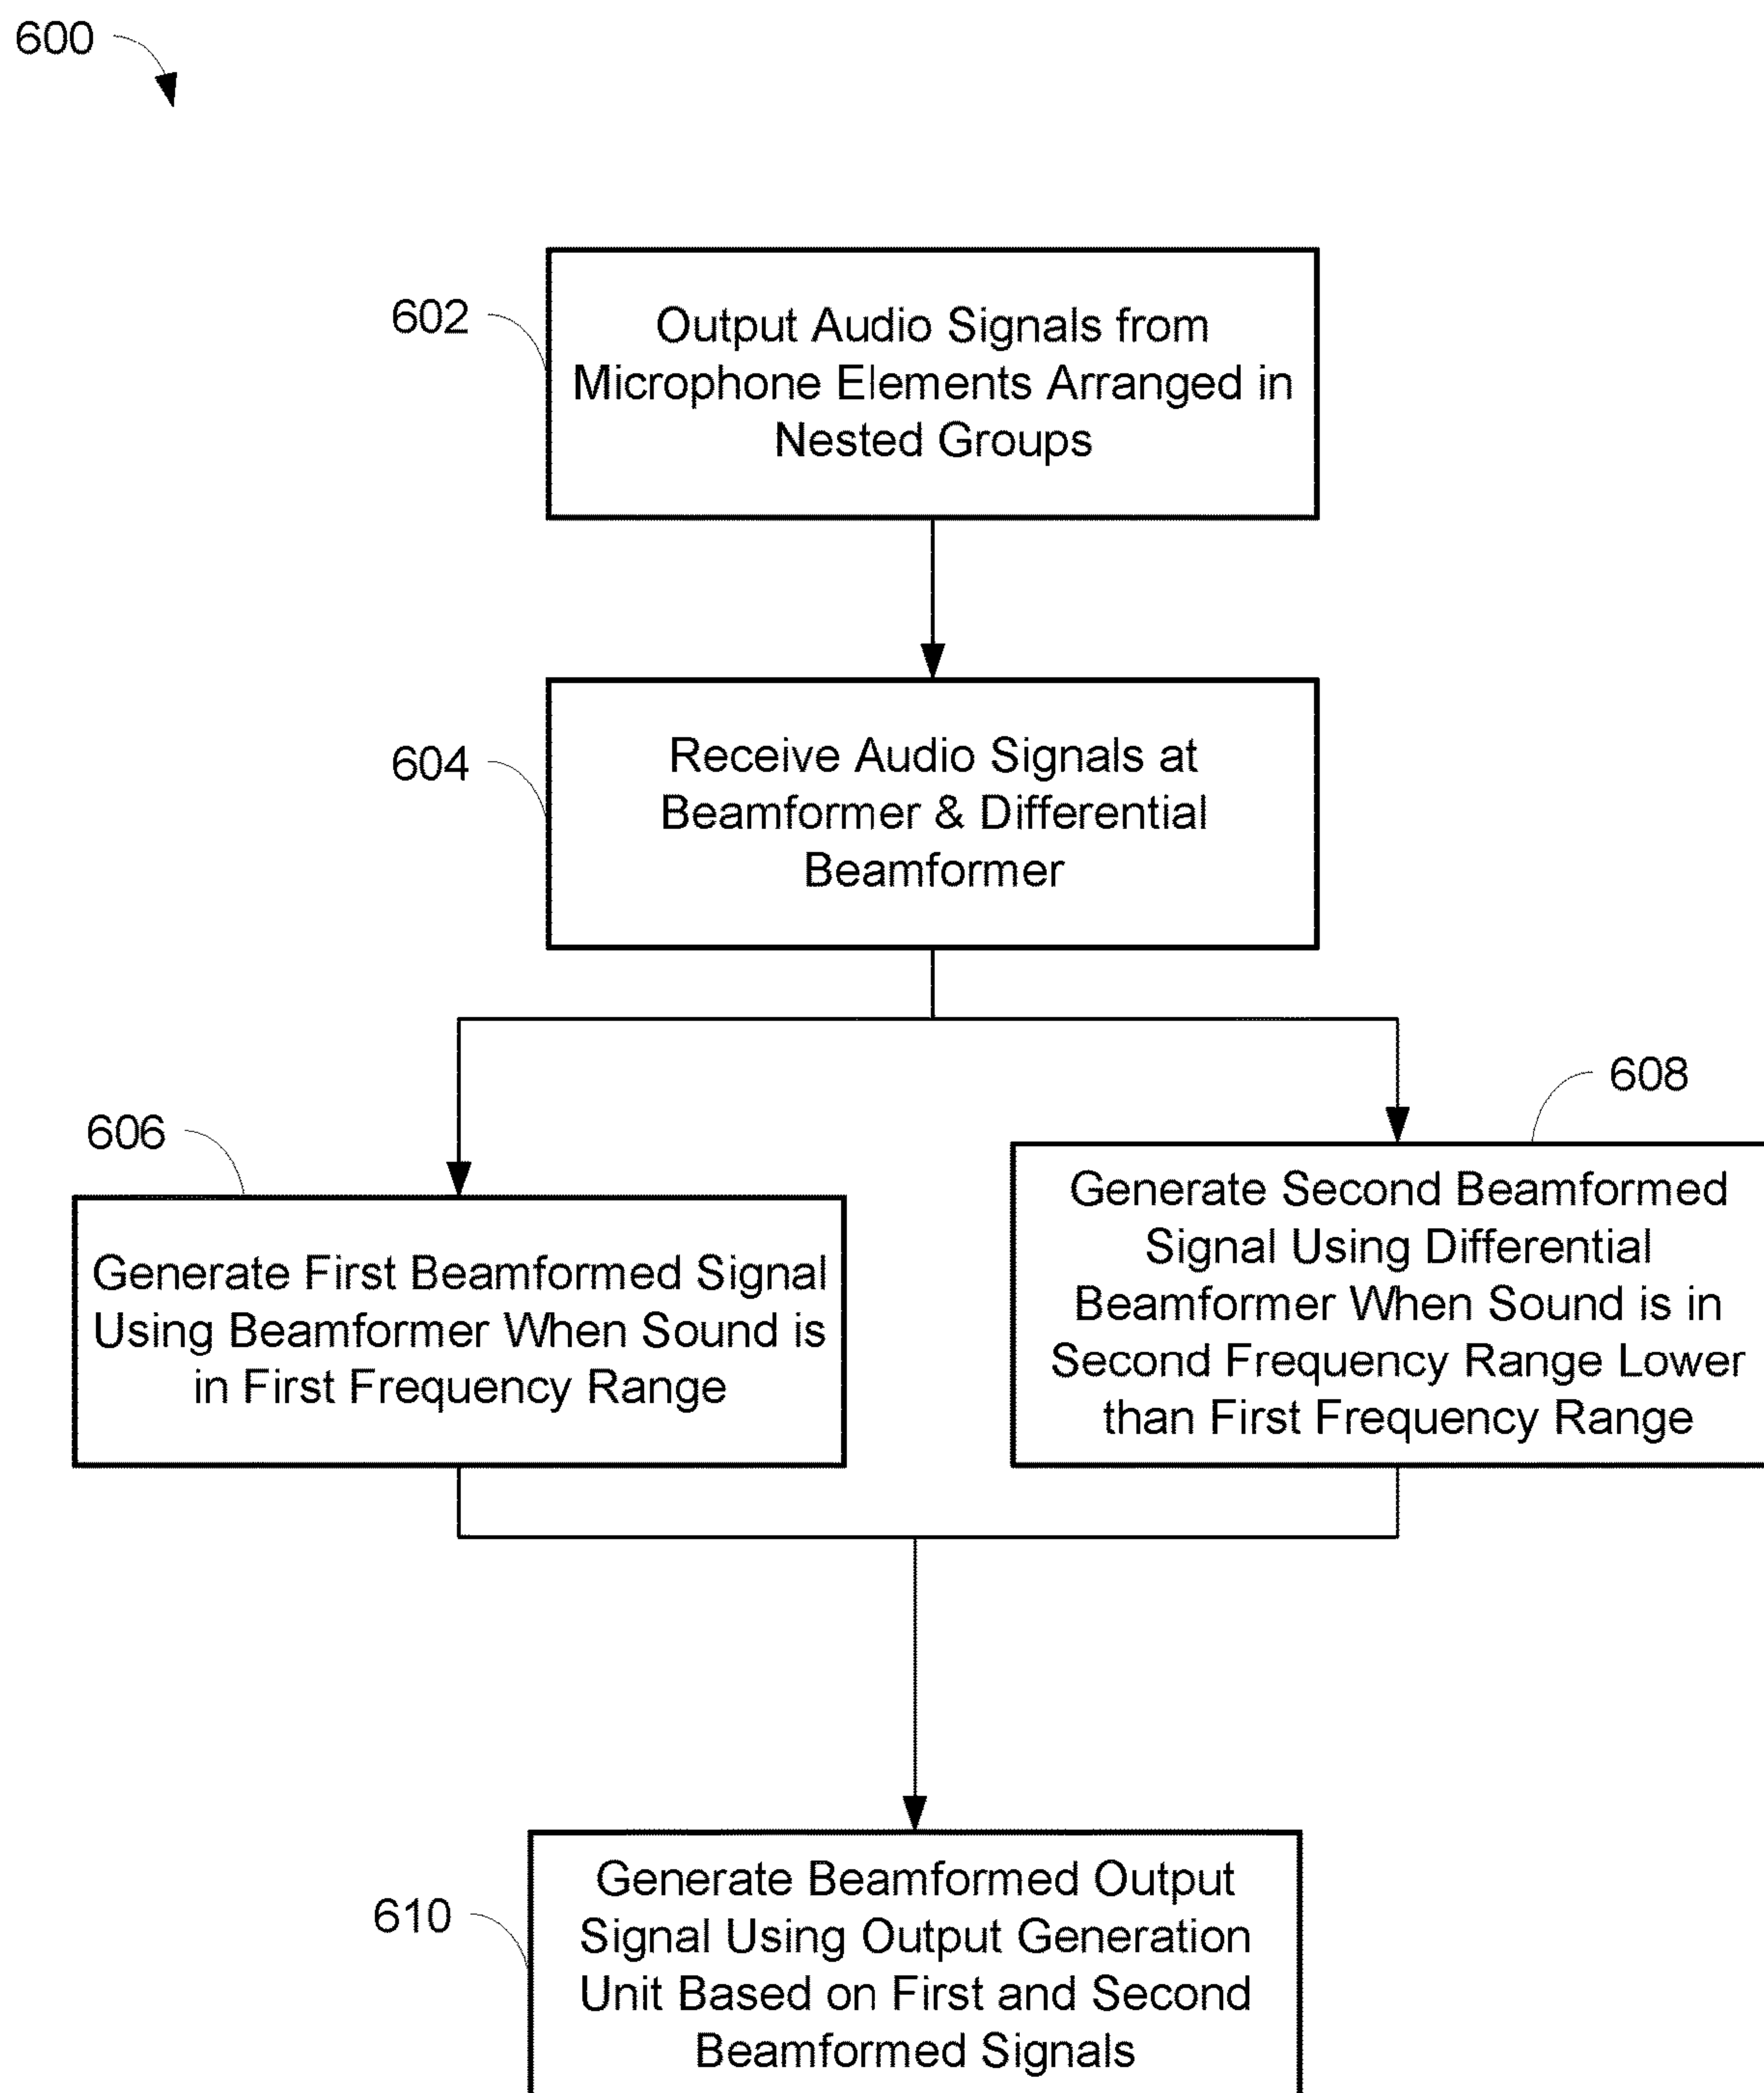 600
602
Output Audio Signals from
Microphone Elements Arranged in
Nested Groups
604
Receive Audio Signals at
Beamformer & Differential
Beamformer
606
Generate First Beamformed Signal
Using Beamformer When Sound is
in First Frequency Range
608
Generate Second Beamformed
Signal Using Differential
Beamformer When Sound is in
Second Frequency Range Lower
than First Frequency Range
610
Generate Beamformed Output
Signal Using Output Generation
Unit Based on First and Second
Beamformed Signals